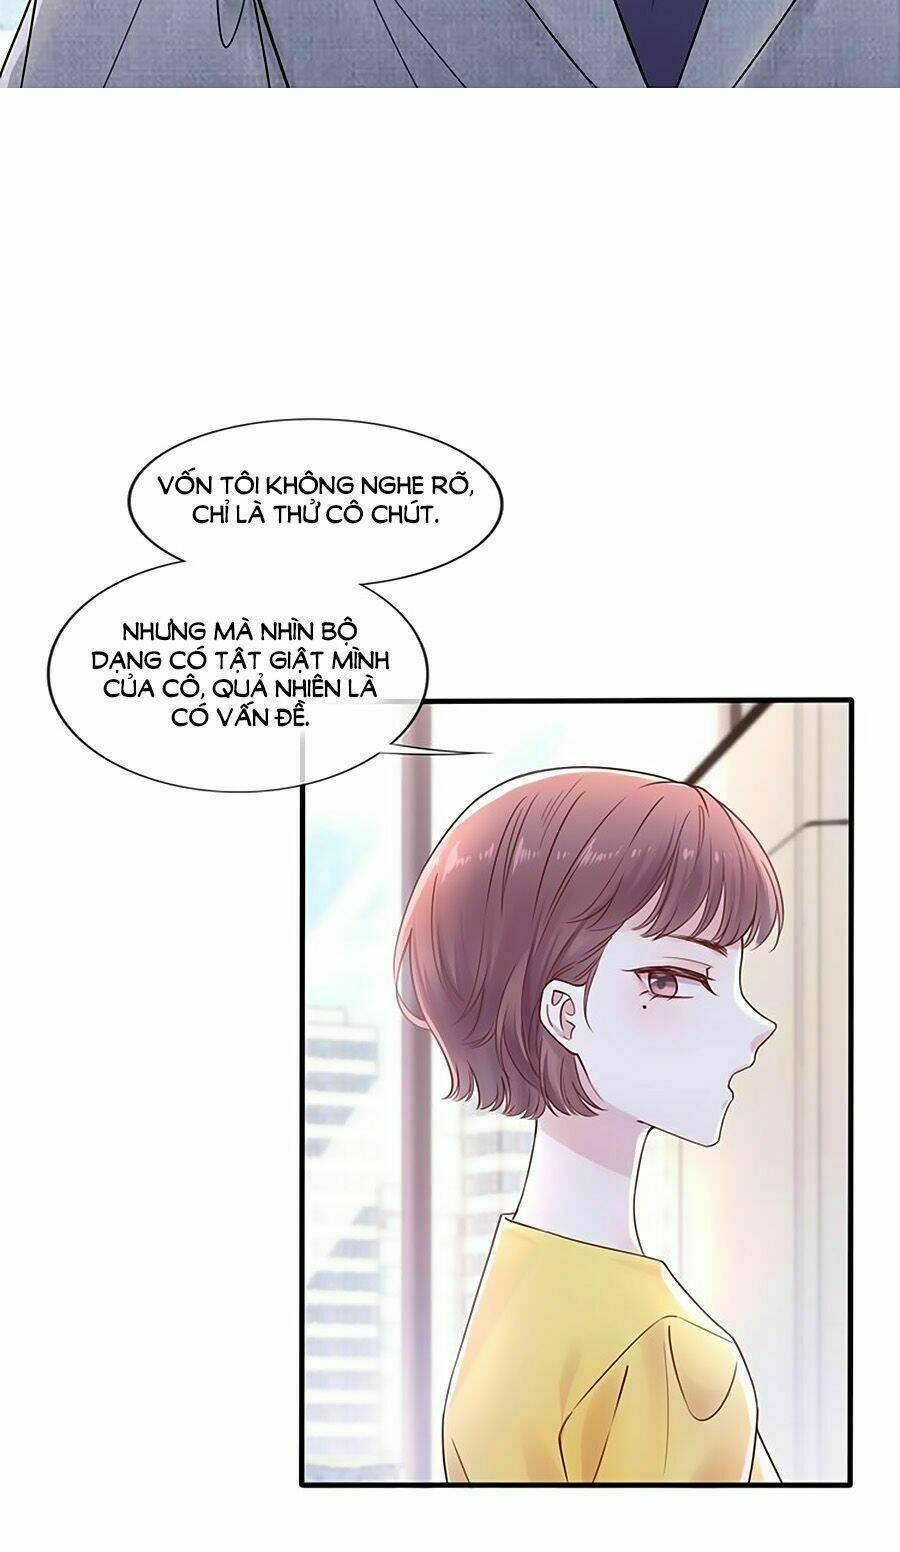 VỐN TÔI KHÔNG NGHE RÕ,
CHỈ LÀ THỬ CÔ CHÚT.
NHƯNG MÀ NHÌN BỘ
DẠNG CÓ TẬT GIẬT MÌNH
CỦA CÔ, QUẢ NHIÊN LÀ
CÓ VẤN ĐỀ.